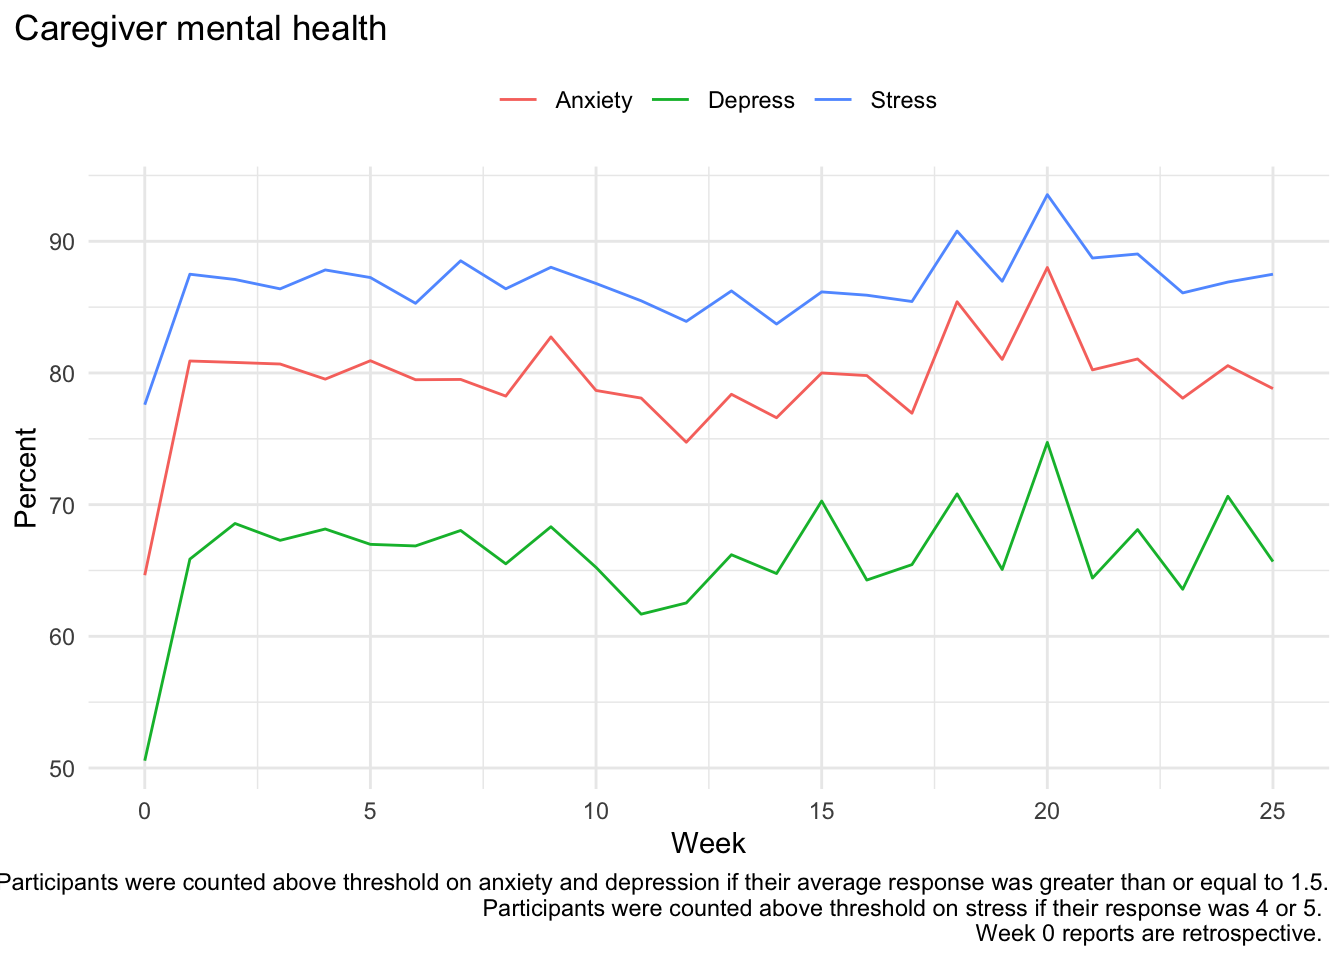 Caregiver mental health
Anxiety Depress Stress
90
80
70
60
50
Percent
0 5 10 15 20 25
Week
Participants were counted above threshold on anxiety and depression if their average response was greater than or equal to 1.5.
Participants were counted above threshold on stress if their response was 4 or 5.
Week 0 reports are retrospective.